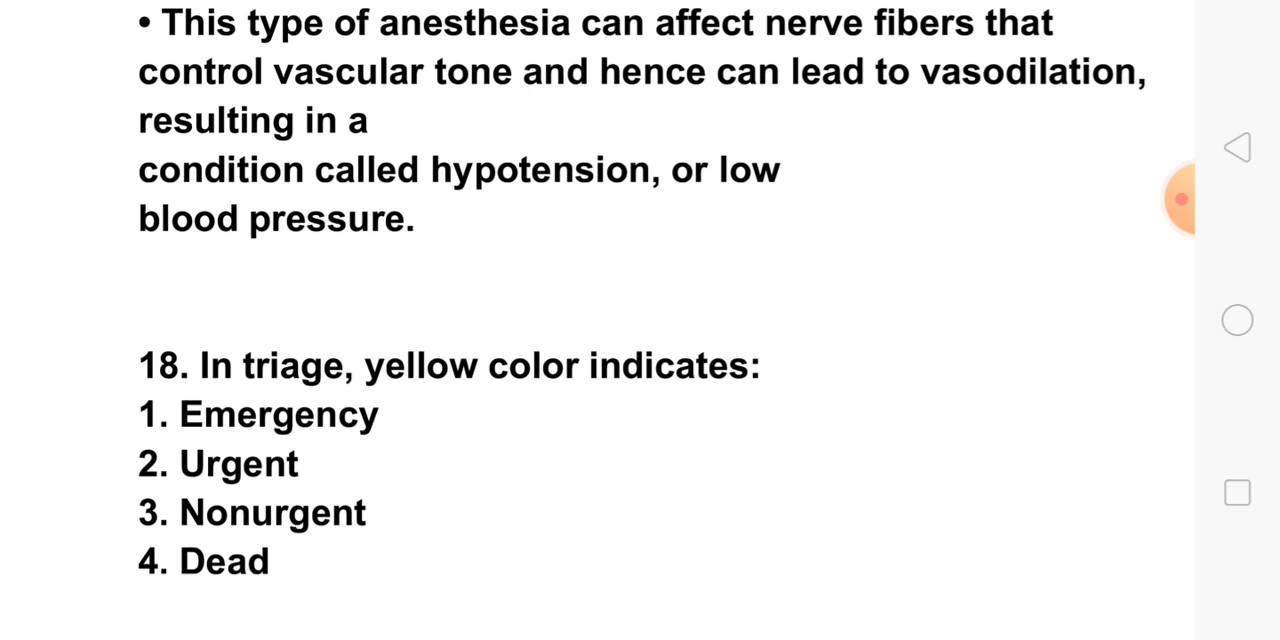 • This type of anesthesia can affect nerve fibers that
control vascular tone and hence can lead to vasodilation,
resulting in a
condition called hypotension, or low
blood pressure.
18. In triage, yellow color indicates:
1. Emergency
2. Urgent
3. Nonurgent
4. Dead